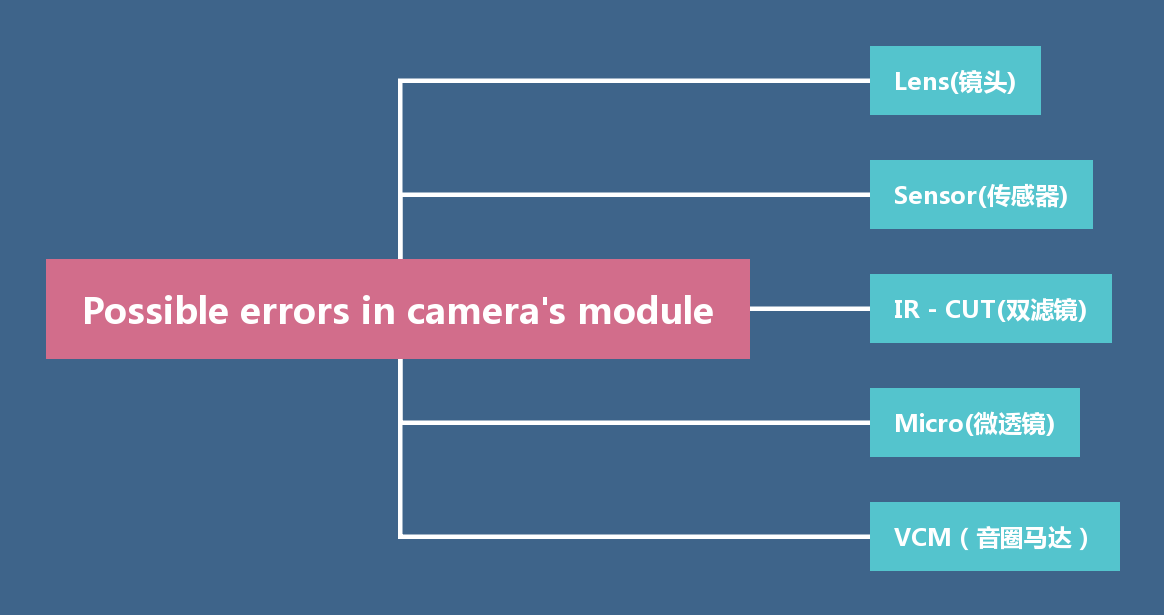 Lens(镜头)
Sensor(传感器)
Possible errors in camera's module
IR - CUT(双滤镜)
Micro(微透镜)
VCM（音圈马达）